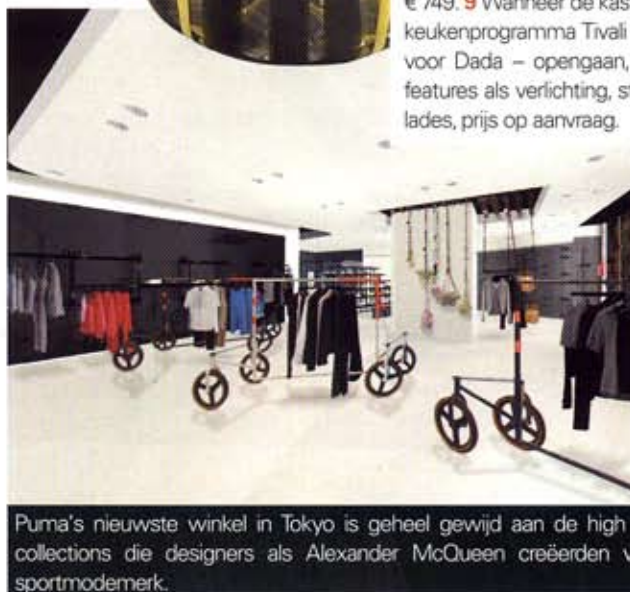 € 749. 9 Wanneer de kas
keukenprogramma Tivali
voor Dada – opengaan,
features als verlichting, s
lades, prijs op aanvraag.
Puma's nieuwste winkel in Tokyo is geheel gewijd aan de high
collections die designers als Alexander McQueen creëerden v
sportmodemerk.